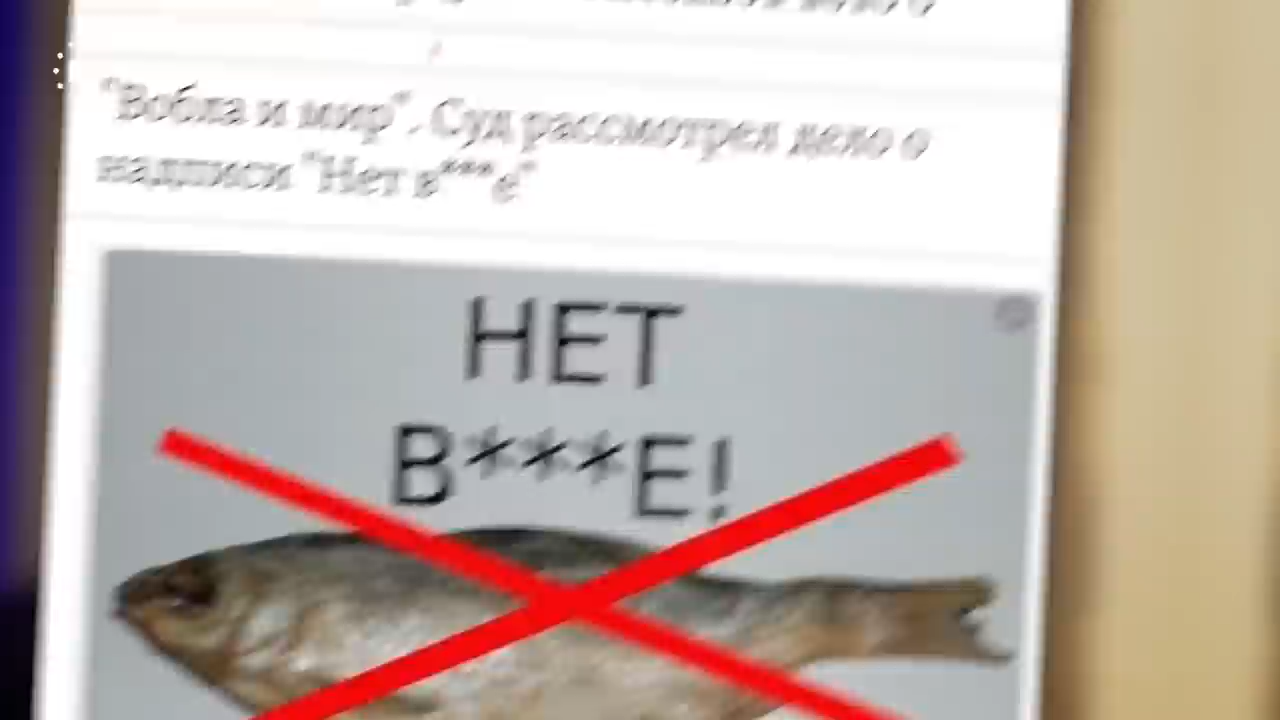 "Вобла и мир". Суд рассмотрел дело о
надписи "Нет в***е"
НЕТ
В***Е!